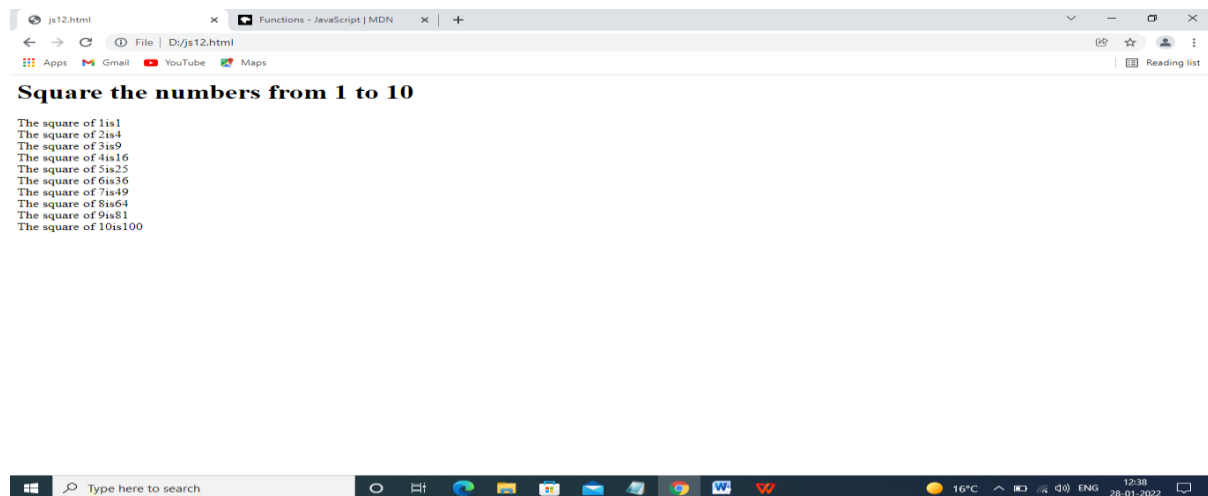 js12.html
Functions - JavaScript | MDN
File | D:/js12.html
Apps Gmail YouTube Maps Reading list
Square the numbers from 1 to 10
The square of 1is1
The square of 2is4
The square of 3is9
The square of 4is16
The square of 5is25
The square of 6is36
The square of 7is49
The square of 8is64
The square of 9is81
The square of 10is100
Type here to search
16°C ENG 12:38
28-01-2022